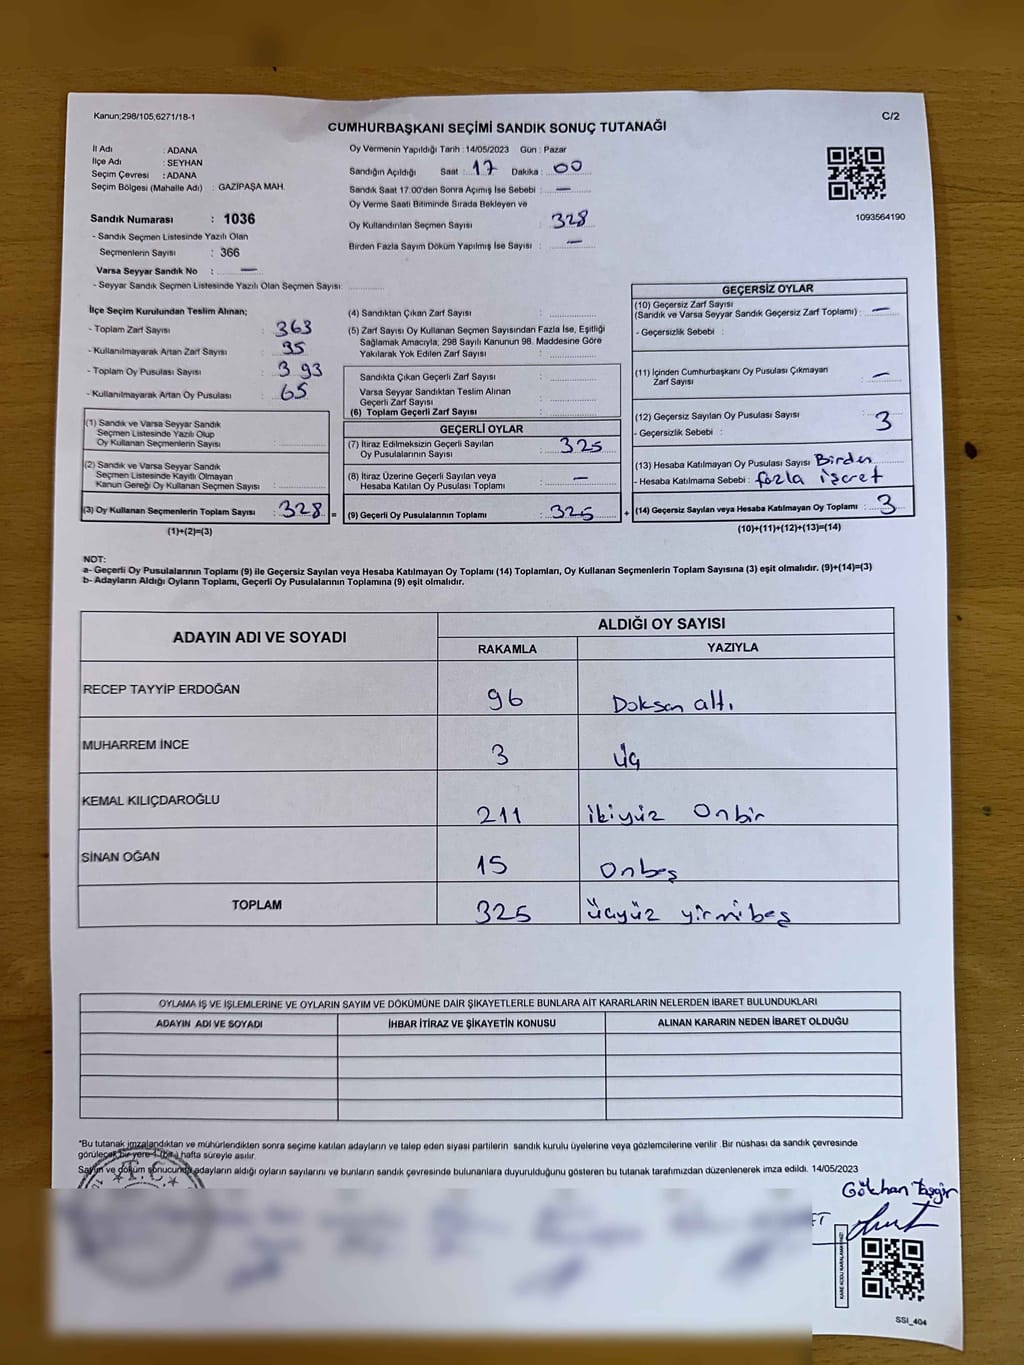 Kanun;298/105;6271/18-1
C/2
CUMHURBAŞKANI SEÇİMİ SANDIK SONUÇ TUTANAĞI
İl Adı : ADANA
İlçe Adı : SEYHAN
Seçim Çevresi : ADANA
Seçim Bölgesi (Mahalle Adı) : GAZİPAŞA MAH.
Sandık Numarası : 1036
- Sandık Seçmen Listesinde Yazılı Olan
Seçmenlerin Sayısı : 366
Varsa Seyyar Sandık No : —
- Seyyar Sandık Seçmen Listesinde Yazılı Olan Seçmen Sayısı:
Oy Vermenin Yapıldığı Tarih : 14/05/2023 Gün : Pazar
Sandığın Açıldığı Saat : 17 Dakika : 00
Sandık Saat 17.00'den Sonra Açımış İse Sebebi : —
Oy Verme Saati Bitiminde Sırada Bekleyen ve
Oy Kullandırılan Seçmen Sayısı : 328
Birden Fazla Sayım Döküm Yapılmış İse Sayısı : —
1093564190
İlçe Seçim Kurulundan Teslim Alınan;
- Toplam Zarf Sayısı : 363
- Kullanılmayarak Artan Zarf Sayısı : 35
- Toplam Oy Pusulası Sayısı : 393
- Kullanılmayarak Artan Oy Pusulası : 65
(1) Sandık ve Varsa Seyyar Sandık
Seçmen Listesinde Yazılı Olup
Oy Kullanan Seçmenlerin Sayısı :
(2) Sandık ve Varsa Seyyar Sandık
Seçmen Listesinde Kayıtlı Olmayan
Kanun Gereği Oy Kullanan Seçmen Sayısı :
(3) Oy Kullanan Seçmenlerin Toplam Sayısı : 328 =
(1)+(2)=(3)
(4) Sandıktan Çıkan Zarf Sayısı :
(5) Zarf Sayısı Oy Kullanan Seçmen Sayısından Fazla İse, Eşitliği
Sağlamak Amacıyla; 298 Sayılı Kanunun 98. Maddesine Göre
Yakılarak Yok Edilen Zarf Sayısı :
Sandıkta Çıkan Geçerli Zarf Sayısı :
Varsa Seyyar Sandıktan Teslim Alınan
Geçerli Zarf Sayısı :
(6) Toplam Geçerli Zarf Sayısı :
GEÇERLİ OYLAR
(7) İtiraz Edilmeksizin Geçerli Sayılan
Oy Pusulalarının Sayısı : 325
(8) İtiraz Üzerine Geçerli Sayılan veya
Hesaba Katılan Oy Pusulası Toplamı : —
(9) Geçerli Oy Pusulalarının Toplamı : 325 +
GEÇERSİZ OYLAR
(10) Geçersiz Zarf Sayısı
(Sandık ve Varsa Seyyar Sandık Geçersiz Zarf Toplamı) : —
- Geçersizlik Sebebi :
(11) İçinden Cumhurbaşkanı Oy Pusulası Çıkmayan
Zarf Sayısı : —
(12) Geçersiz Sayılan Oy Pusulası Sayısı : 3
- Geçersizlik Sebebi :
(13) Hesaba Katılmayan Oy Pusulası Sayısı Birden
- Hesaba Katılmama Sebebi : fazla işeret
(14) Geçersiz Sayılan veya Hesaba Katılmayan Oy Toplamı : 3
(10)+(11)+(12)+(13)=(14)
NOT:
a- Geçerli Oy Pusulalarının Toplamı (9) ile Geçersiz Sayılan veya Hesaba Katılmayan Oy Toplamı (14) Toplamları, Oy Kullanan Seçmenlerin Toplam Sayısına (3) eşit olmalıdır. (9)+(14)=(3)
b- Adayların Aldığı Oyların Toplamı, Geçerli Oy Pusulalarının Toplamına (9) eşit olmalıdır.
ADAYIN ADI VE SOYADI
ALDIĞI OY SAYISI
RAKAMLA YAZIYLA
RECEP TAYYİP ERDOĞAN 96 Doksan altı
MUHARREM İNCE 3 üç
KEMAL KILIÇDAROĞLU 211 ikiyüz Onbir
SİNAN OĞAN 15 Onbeş
TOPLAM 325 üçyüz yirmibeş
OYLAMA İŞ VE İŞLEMLERİNE VE OYLARIN SAYIM VE DÖKÜMÜNE DAİR ŞİKAYETLERLE BUNLARA AİT KARARLARIN NELERDEN İBARET BULUNDUKLARI
ADAYIN ADI VE SOYADI İHBAR İTİRAZ VE ŞİKAYETİN KONUSU ALINAN KARARIN NEDEN İBARET OLDUĞU
*Bu tutanak imzalandıktan ve mühürlendikten sonra seçime katılan adayların ve talep eden siyasi partilerin sandık kurulu üyelerine veya gözlemcilerine verilir .Bir nüshası da sandık çevresinde
görülecek bir yere 1 (bir) hafta süreyle asılır.
Sayım ve döküm sonucunda adayların aldığı oyların sayılarını ve bunların sandık çevresinde bulunanlara duyurulduğunu gösteren bu tutanak tarafımızdan düzenlenerek imza edildi. 14/05/2023
T.C.
Gökhan
KARE KODU KARALAMAYINIZ!
SSI_404